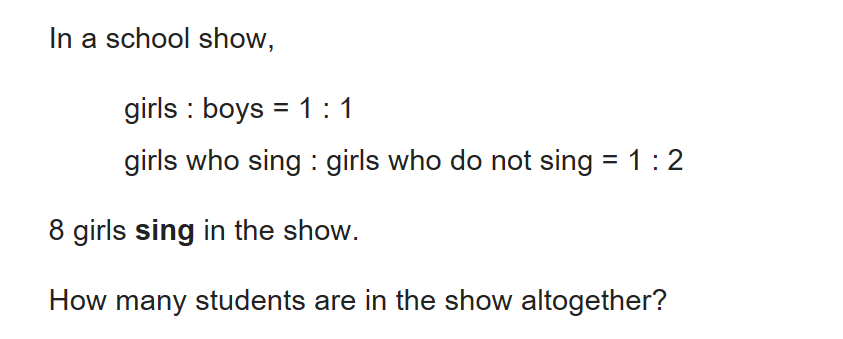 In a school show,
girls : boys = 1 : 1
girls who sing : girls who do not sing = 1 : 2
8 girls sing in the show.
How many students are in the show altogether?